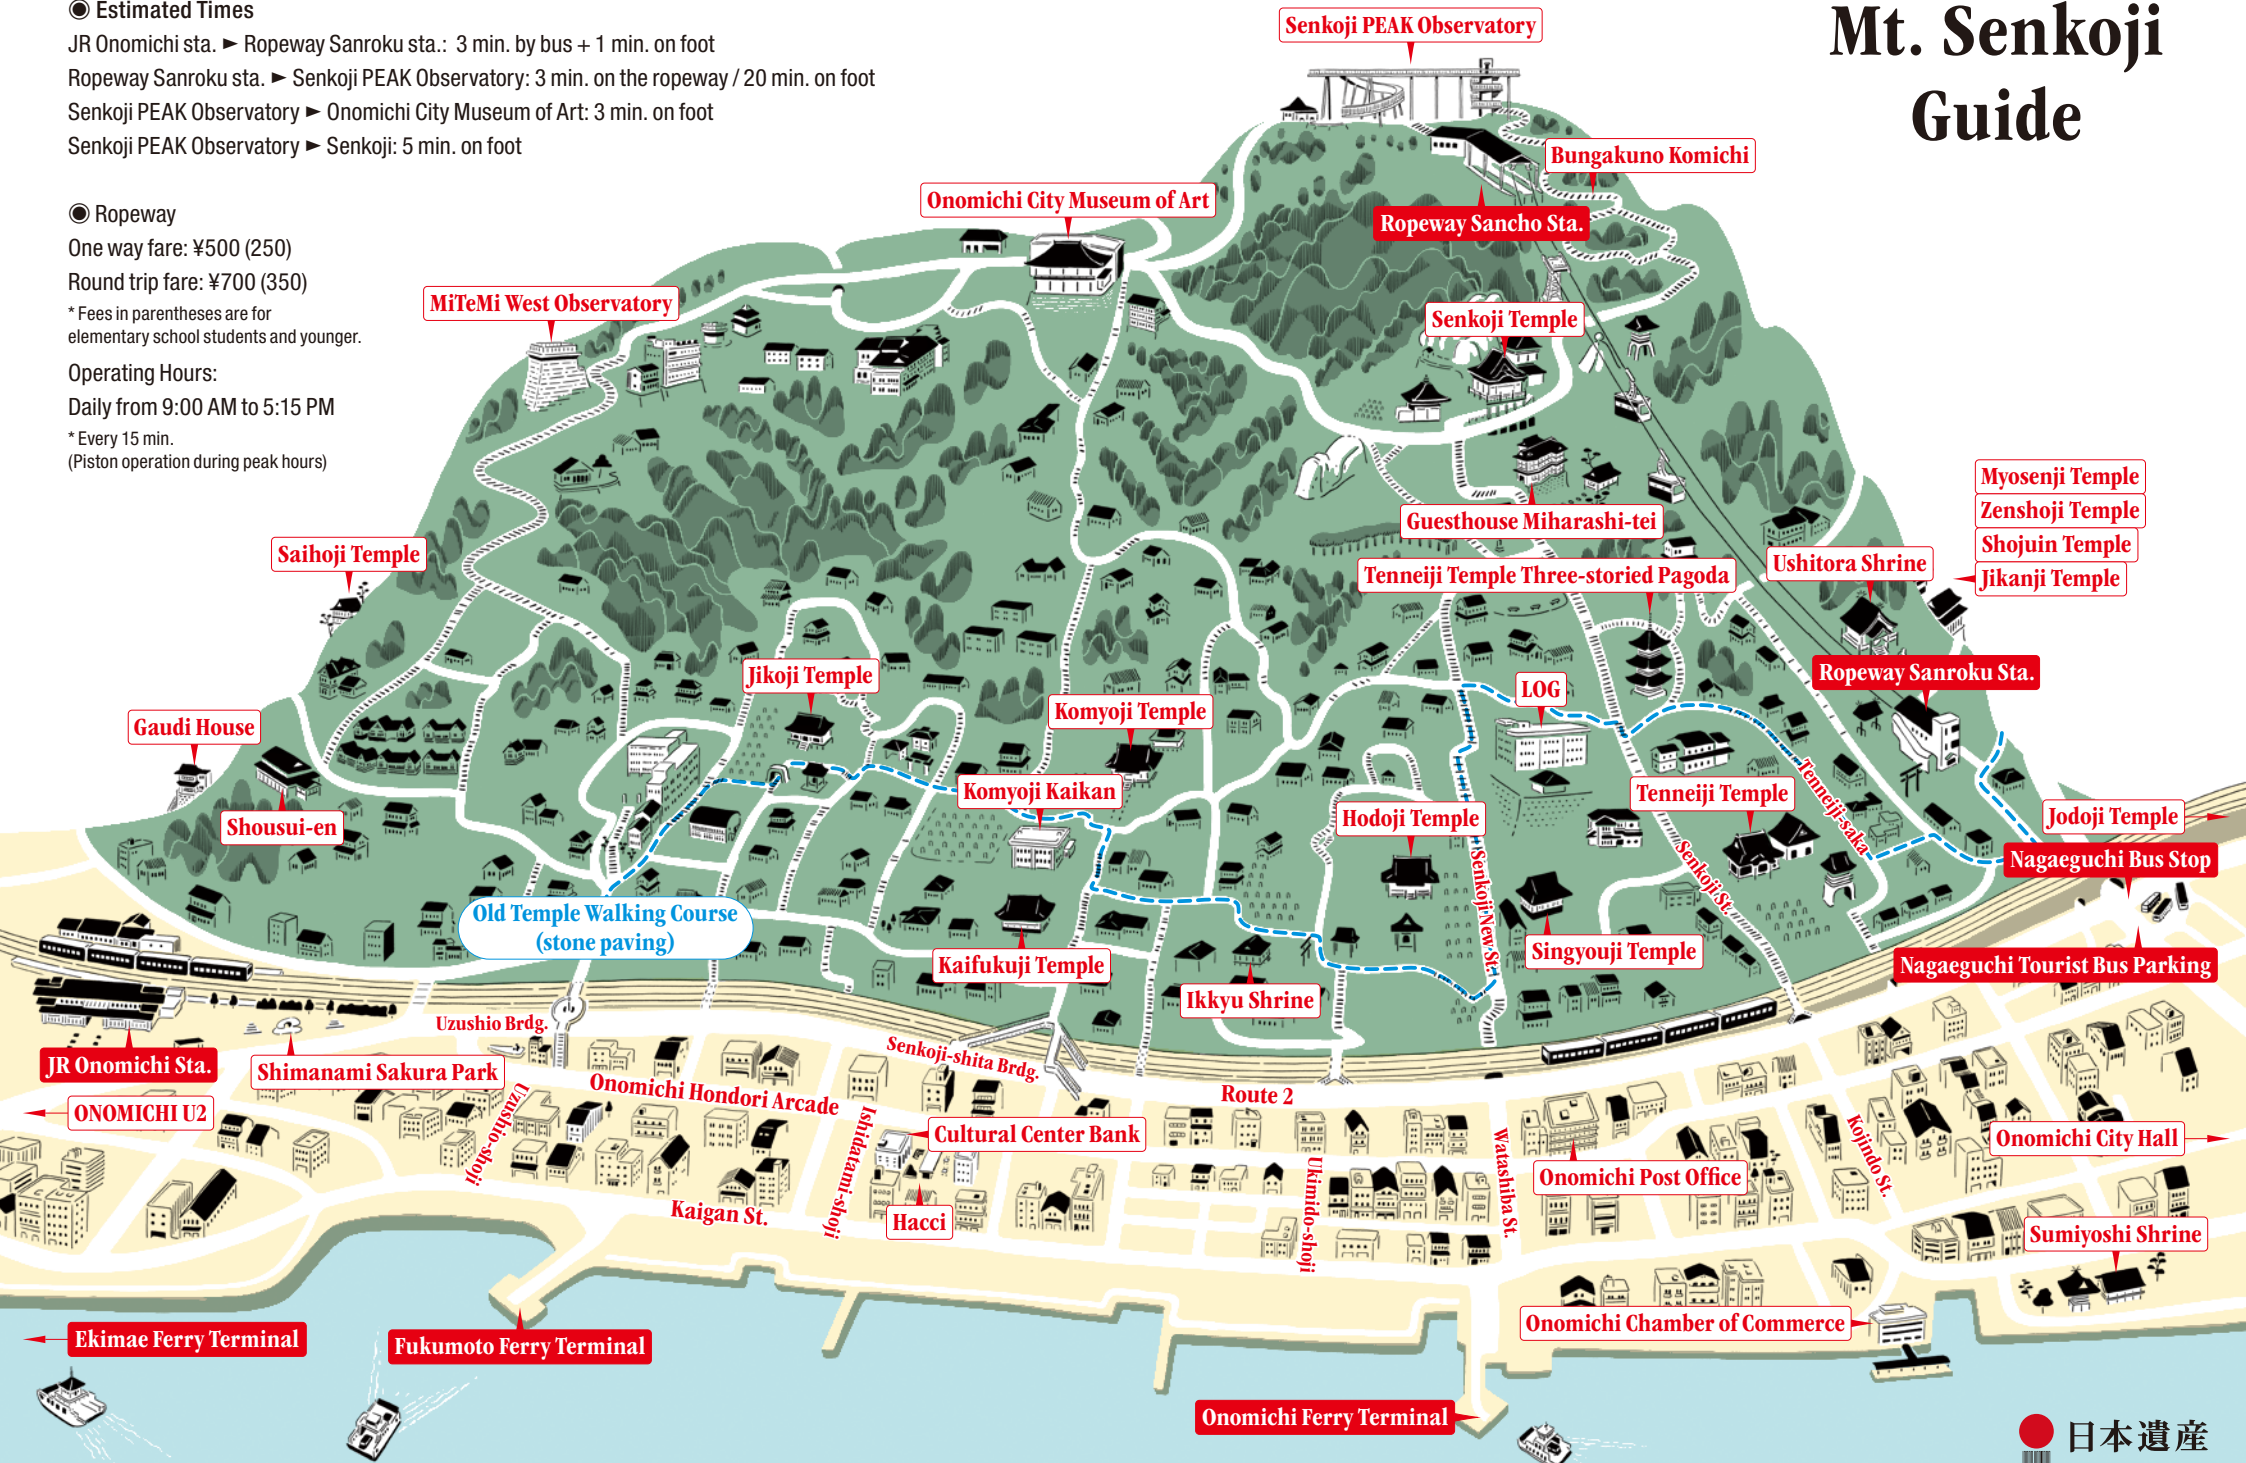 ◉ Estimated Times
JR Onomichi sta. ► Ropeway Sanroku sta.: 3 min. by bus + 1 min. on foot
Ropeway Sanroku sta. ► Senkoji PEAK Observatory: 3 min. on the ropeway / 20 min. on foot
Senkoji PEAK Observatory ► Onomichi City Museum of Art: 3 min. on foot
Senkoji PEAK Observatory ► Senkoji: 5 min. on foot
◉ Ropeway
One way fare: ¥500 (250)
Round trip fare: ¥700 (350)
* Fees in parentheses are for
elementary school students and younger.
Operating Hours:
Daily from 9:00 AM to 5:15 PM
* Every 15 min.
(Piston operation during peak hours)
Mt. Senkoji
Guide
Senkoji PEAK Observatory
Bungakuno Komichi
Onomichi City Museum of Art
Ropeway Sancho Sta.
MiTeMi West Observatory
Senkoji Temple
Myosenji Temple
Zenshoji Temple
Shojuin Temple
Jikanji Temple
Guesthouse Miharashi-tei
Saihoji Temple
Ushitora Shrine
Tenneiji Temple Three-storied Pagoda
Ropeway Sanroku Sta.
Jikoji Temple
LOG
Komyoji Temple
Gaudi House
Komyoji Kaikan
Tenneiji Temple
Tenneiji-saka
Hodoji Temple
Jodoji Temple
Shousui-en
Nagaeguchi Bus Stop
Senkoji New St.
Senkoji St.
Old Temple Walking Course
(stone paving)
Singyouji Temple
Kaifukuji Temple
Nagaeguchi Tourist Bus Parking
Ikkyu Shrine
Uzushio Brdg.
Senkoji-shita Brdg.
JR Onomichi Sta.
Shimanami Sakura Park
Onomichi Hondori Arcade
Route 2
ONOMICHI U2
Uzushio-shoji
Ishidatami-shoji
Cultural Center Bank
Ukimido-shoji
Watashiba St.
Kojindo St.
Onomichi City Hall
Onomichi Post Office
Kaigan St.
Hacci
Sumiyoshi Shrine
Onomichi Chamber of Commerce
Ekimae Ferry Terminal
Fukumoto Ferry Terminal
Onomichi Ferry Terminal
日本遺産